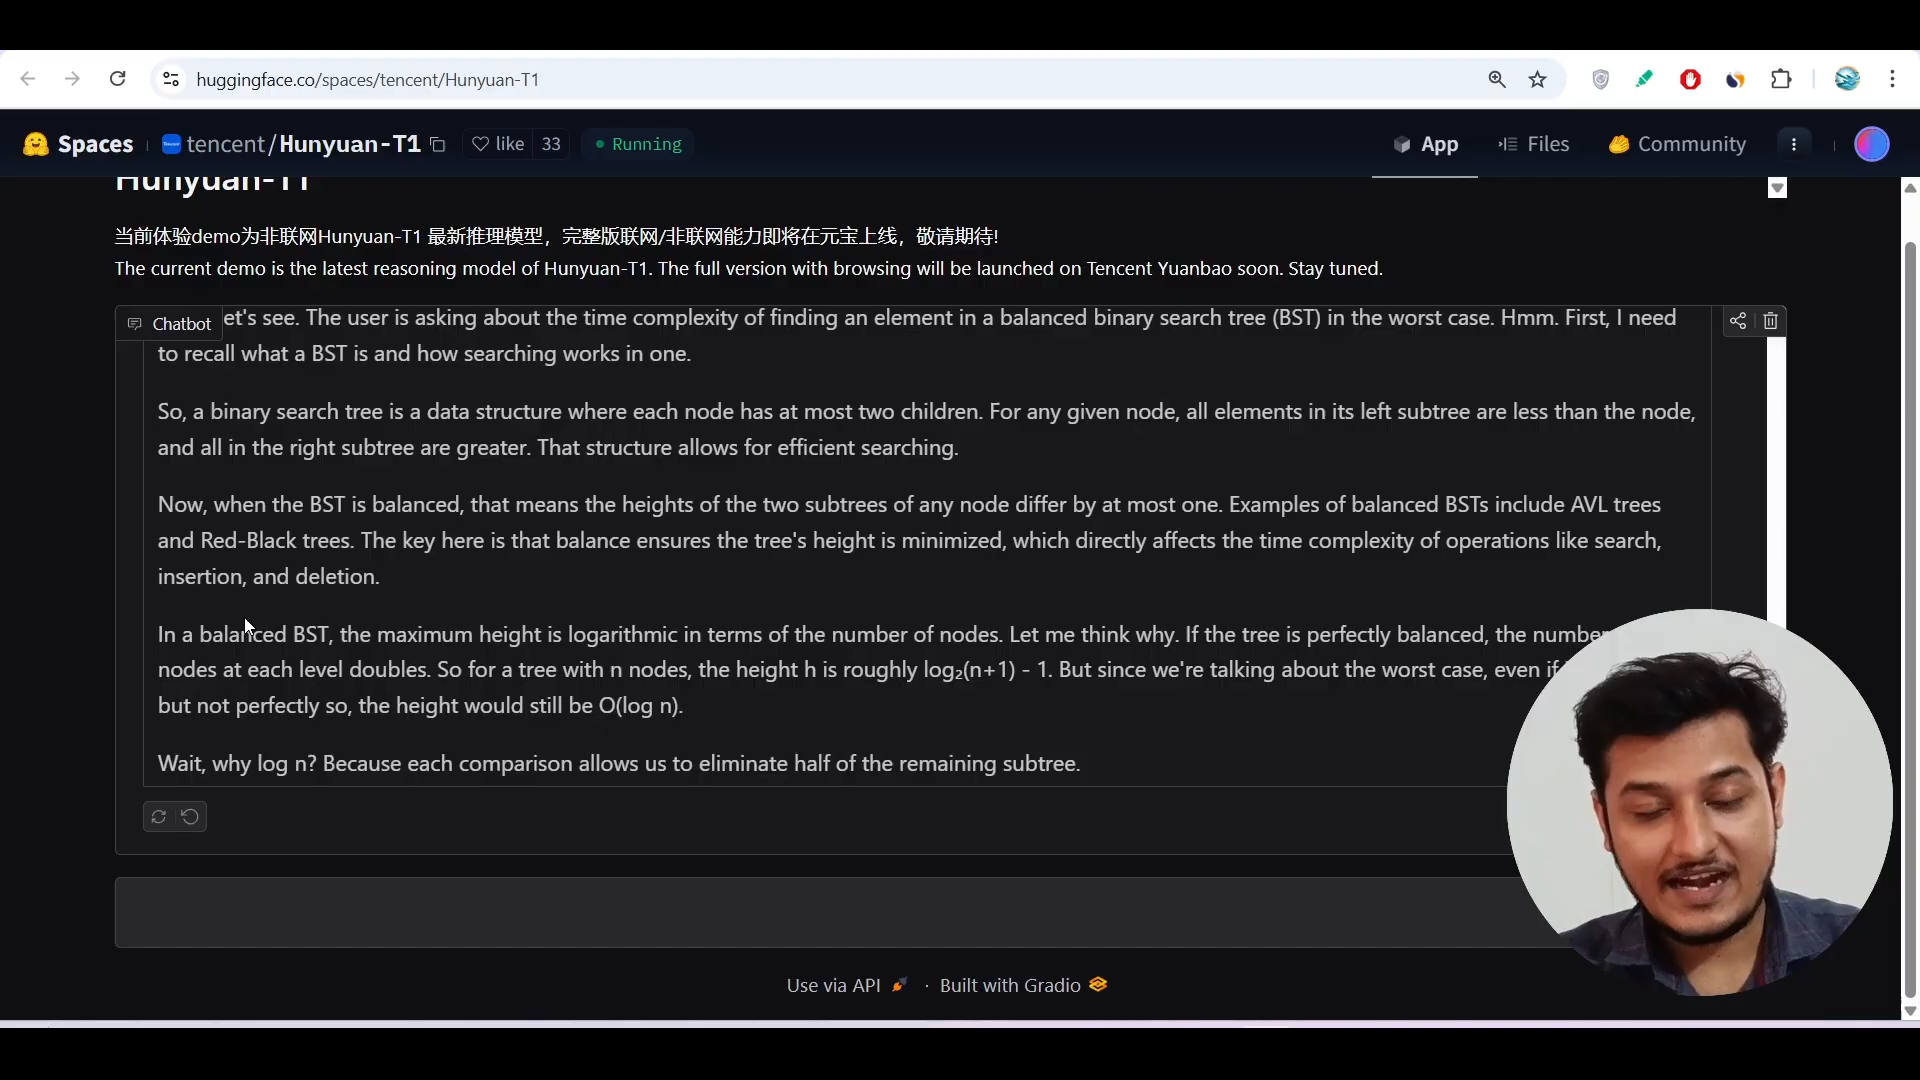 huggingface.co/spaces/tencent/Hunyuan-T1
Spaces tencent/Hunyuan-T1 like 33 Running App Files Community
Hunyuan-T1
当前体验demo为非联网Hunyuan-T1 最新推理模型，完整版联网/非联网能力即将在元宝上线，敬请期待!
The current demo is the latest reasoning model of Hunyuan-T1. The full version with browsing will be launched on Tencent Yuanbao soon. Stay tuned.
Chatbot
et's see. The user is asking about the time complexity of finding an element in a balanced binary search tree (BST) in the worst case. Hmm. First, I need
to recall what a BST is and how searching works in one.
So, a binary search tree is a data structure where each node has at most two children. For any given node, all elements in its left subtree are less than the node,
and all in the right subtree are greater. That structure allows for efficient searching.
Now, when the BST is balanced, that means the heights of the two subtrees of any node differ by at most one. Examples of balanced BSTs include AVL trees
and Red-Black trees. The key here is that balance ensures the tree's height is minimized, which directly affects the time complexity of operations like search,
insertion, and deletion.
In a balanced BST, the maximum height is logarithmic in terms of the number of nodes. Let me think why. If the tree is perfectly balanced, the number
nodes at each level doubles. So for a tree with n nodes, the height h is roughly log₂(n+1) - 1. But since we're talking about the worst case, even if
but not perfectly so, the height would still be O(log n).
Wait, why log n? Because each comparison allows us to eliminate half of the remaining subtree.
Use via API · Built with Gradio